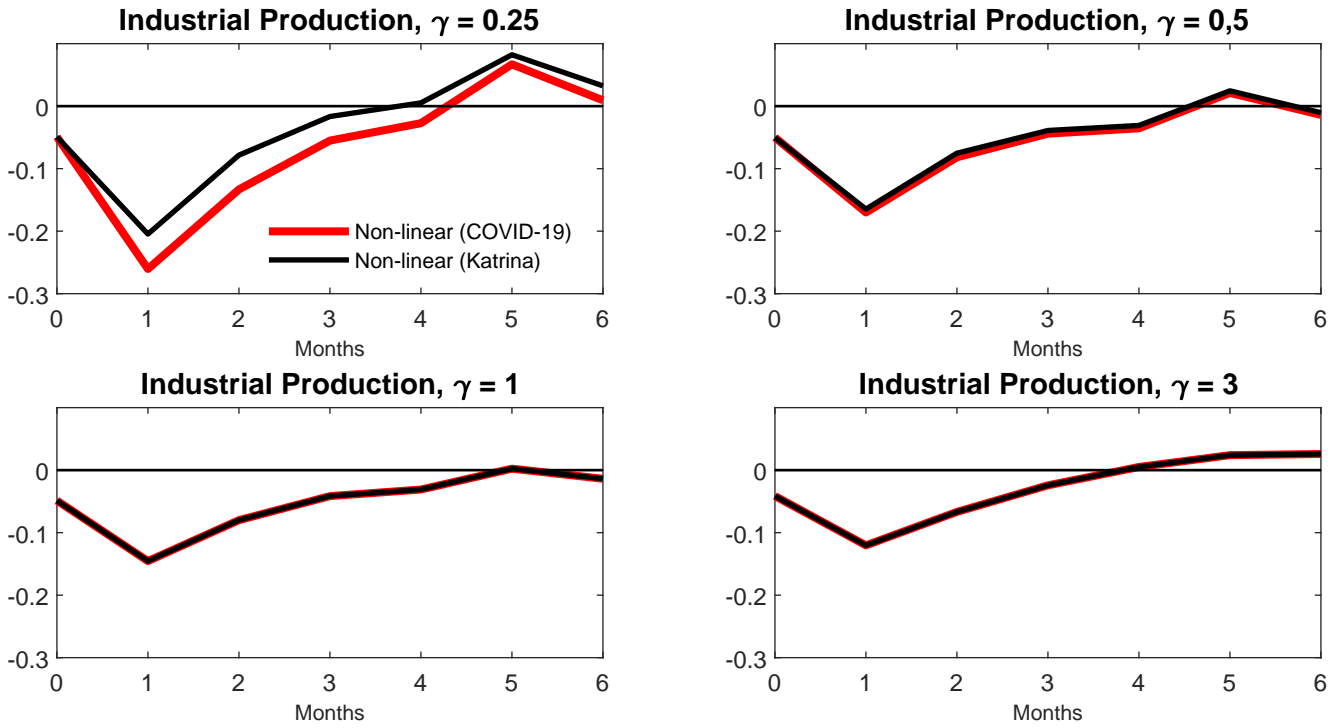 Industrial Production, γ = 0.25
0
-0.1
-0.2
-0.3
Non-linear (COVID-19)
Non-linear (Katrina)
0 1 2 3 4 5 6
Months
Industrial Production, γ = 0,5
0
-0.1
-0.2
-0.3
0 1 2 3 4 5 6
Months
Industrial Production, γ = 1
0
-0.1
-0.2
-0.3
0 1 2 3 4 5 6
Months
Industrial Production, γ = 3
0
-0.1
-0.2
-0.3
0 1 2 3 4 5 6
Months